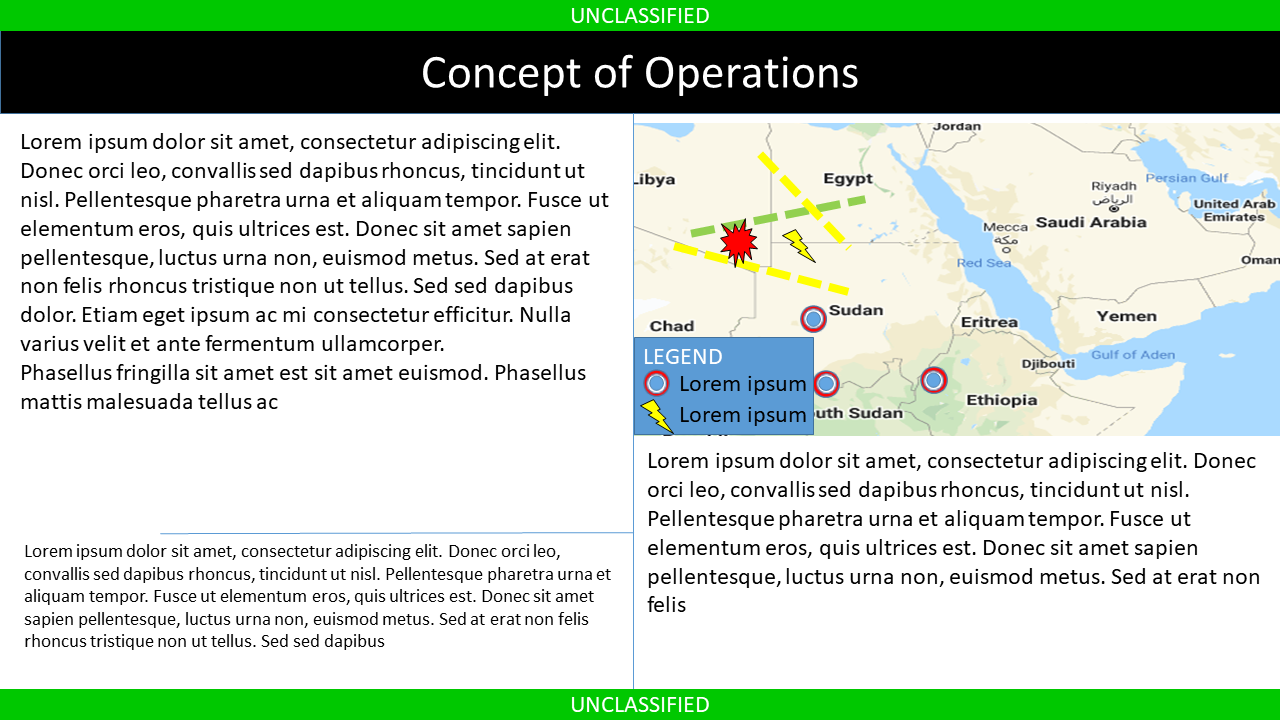 UNCLASSIFIED
Concept of Operations
Lorem ipsum dolor sit amet, consectetur adipiscing elit.
Donec orci leo, convallis sed dapibus rhoncus, tincidunt ut
nisl. Pellentesque pharetra urna et aliquam tempor. Fusce ut
elementum eros, quis ultrices est. Donec sit amet sapien
pellentesque, luctus urna non, euismod metus. Sed at erat
non felis rhoncus tristique non ut tellus. Sed sed dapibus
dolor. Etiam eget ipsum ac mi consectetur efficitur. Nulla
varius velit et ante fermentum ullamcorper.
Phasellus fringilla sit amet est sit amet euismod. Phasellus
mattis malesuada tellus ac
Lorem ipsum dolor sit amet, consectetur adipiscing elit. Donec orci leo,
convallis sed dapibus rhoncus, tincidunt ut nisl. Pellentesque pharetra urna et
aliquam tempor. Fusce ut elementum eros, quis ultrices est. Donec sit amet
sapien pellentesque, luctus urna non, euismod metus. Sed at erat non felis
rhoncus tristique non ut tellus. Sed sed dapibus
Jordan
Libya
Egypt
Persian Gulf
Riyadh
الرياض
United Arab
Emirates
Mecca
مكة
Saudi Arabia
Red Sea
Oman
Sudan
Chad
Eritrea
Yemen
Gulf of Aden
Djibouti
Ethiopia
outh Sudan
LEGEND
Lorem ipsum
Lorem ipsum
Lorem ipsum dolor sit amet, consectetur adipiscing elit. Donec
orci leo, convallis sed dapibus rhoncus, tincidunt ut nisl.
Pellentesque pharetra urna et aliquam tempor. Fusce ut
elementum eros, quis ultrices est. Donec sit amet sapien
pellentesque, luctus urna non, euismod metus. Sed at erat non
felis
UNCLASSIFIED